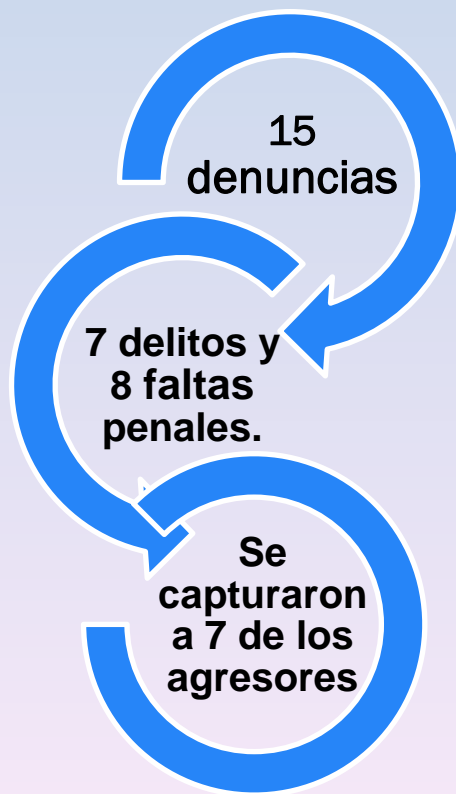 15
denuncias
7 delitos y
8 faltas
penales.
Se
capturaron
a 7 de los
agresores